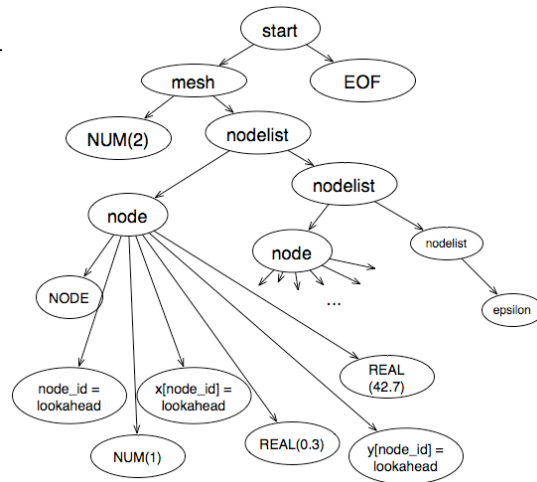 start
mesh
EOF
NUM(2)
nodelist
nodelist
node
node
nodelist
NODE
...
epsilon
REAL
(42.7)
node_id =
lookahead
x[node_id] =
lookahead
NUM(1)
REAL(0.3)
y[node_id] =
lookahead